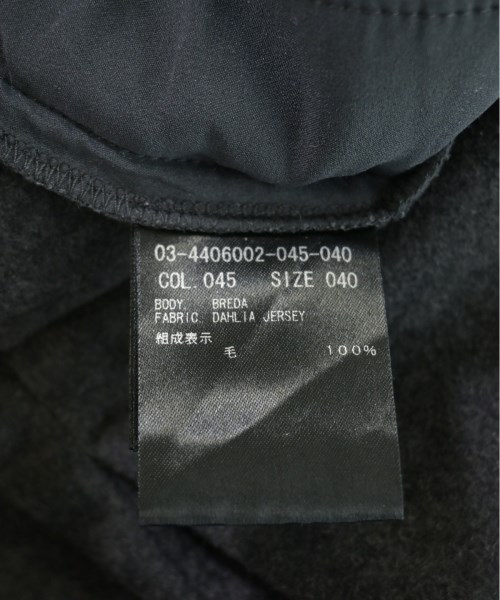 03-4406002-045-040
COL. 045 SIZE 040
BODY. BREDA
FABRIC. DAHLIA JERSEY
組成表示
毛 100%